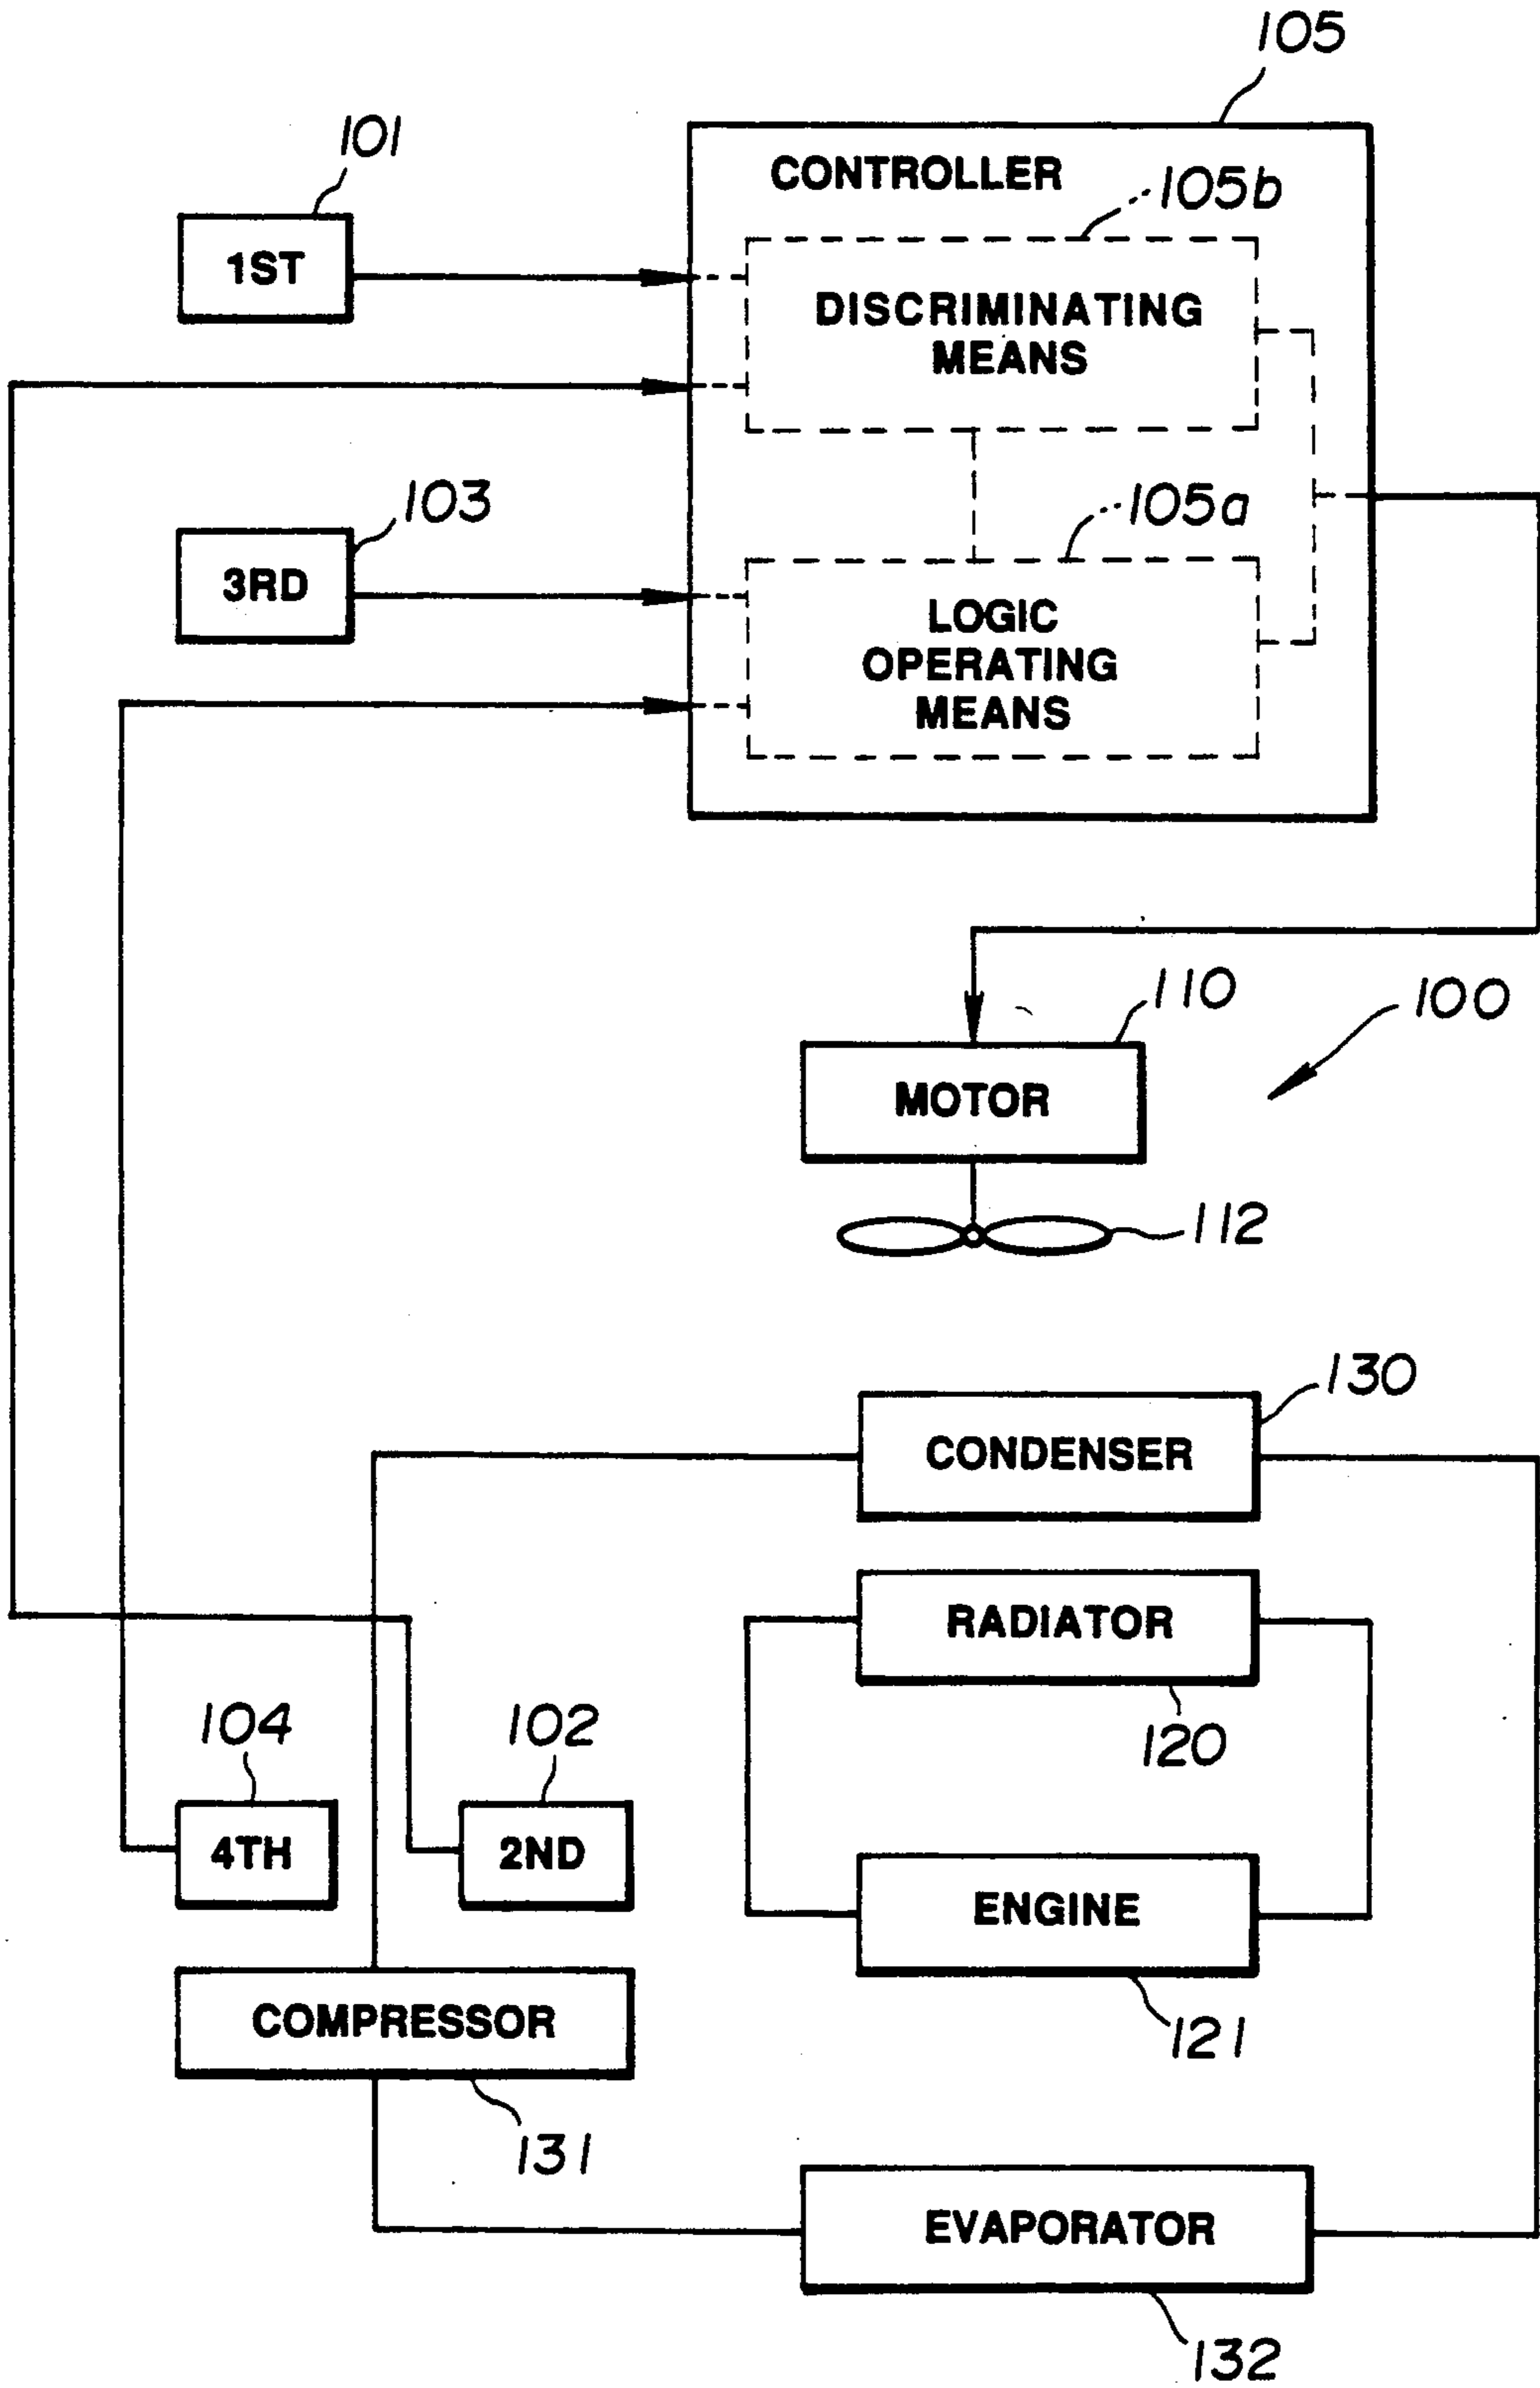 105
101
CONTROLLER
105b
1ST
DISCRIMINATING
MEANS
103
105a
3RD
LOGIC
OPERATING
MEANS
110
100
MOTOR
112
130
CONDENSER
RADIATOR
104
102
120
4TH
2ND
ENGINE
COMPRESSOR
121
131
EVAPORATOR
132